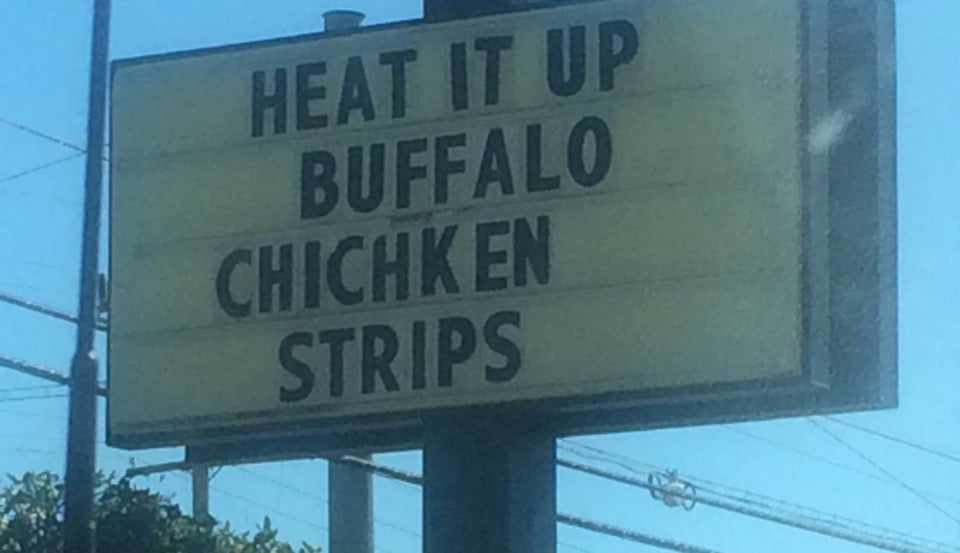 HEAT IT UP
BUFFALO
CHICHKEN
STRIPS